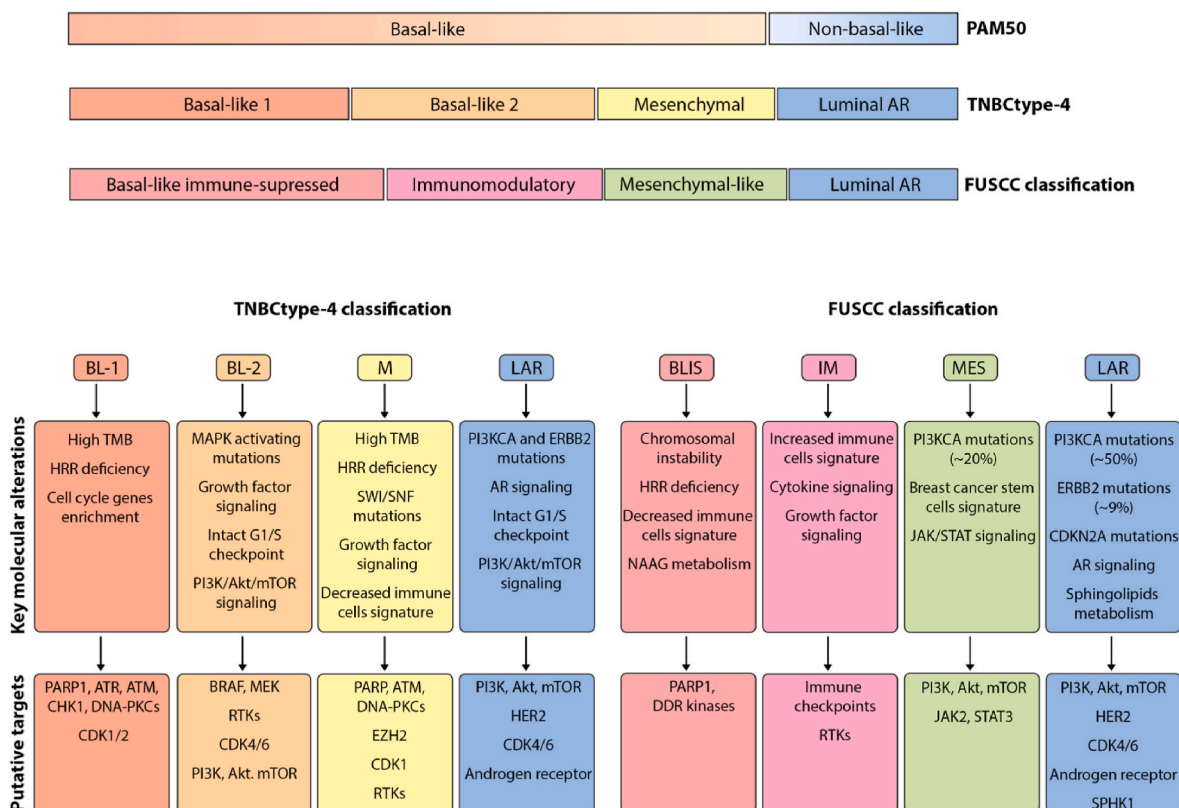 Basal-like
Non-basal-like
PAM50
Basal-like 1
Basal-like 2
Mesenchymal
Luminal AR
TNBCtype-4
Basal-like immune-supressed
Immunomodulatory
Mesenchymal-like
Luminal AR
FUSCC classification
TNBCtype-4 classification
FUSCC classification
BL-1
BL-2
M
LAR
BLIS
IM
MES
LAR
Key molecular alterations
High TMB
HRR deficiency
Cell cycle genes
enrichment
MAPK activating
mutations
Growth factor
signaling
Intact G1/S
checkpoint
PI3K/Akt/mTOR
signaling
High TMB
HRR deficiency
SWI/SNF
mutations
Growth factor
signaling
Decreased immune
cells signature
PI3KCA and ERBB2
mutations
AR signaling
Intact G1/S
checkpoint
PI3K/Akt/mTOR
signaling
Chromosomal
instability
HRR deficiency
Decreased immune
cells signature
NAAG metabolism
Increased immune
cells signature
Cytokine signaling
Growth factor
signaling
PI3KCA mutations
(~20%)
Breast cancer stem
cells signature
JAK/STAT signaling
PI3KCA mutations
(~50%)
ERBB2 mutations
(~9%)
CDKN2A mutations
AR signaling
Sphingolipids
metabolism
Putative targets
PARP1, ATR, ATM,
CHK1, DNA-PKCs
CDK1/2
BRAF, MEK
RTKs
CDK4/6
PI3K, Akt. mTOR
PARP, ATM,
DNA-PKCs
EZH2
CDK1
RTKs
PI3K, Akt, mTOR
HER2
CDK4/6
Androgen receptor
PARP1,
DDR kinases
Immune
checkpoints
RTKs
PI3K, Akt, mTOR
JAK2, STAT3
PI3K, Akt, mTOR
HER2
CDK4/6
Androgen receptor
SPHK1